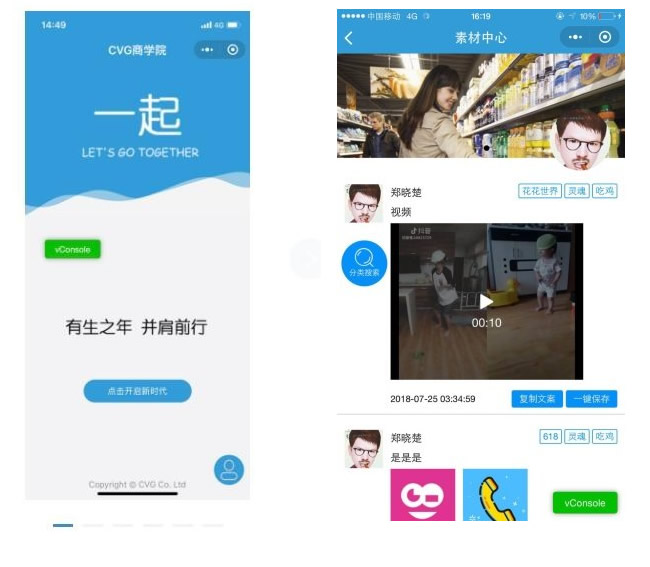 14:49
4G
CVG商学院
一起
LET'S GO TOGETHER
vConsole
有生之年 并肩前行
点击开启新时代
Copyright © CVG Co. Ltd
中国移动 4G
16:19
10%
素材中心
郑晓楚
花花世界 灵魂 吃鸡
视频
抖音
分类搜索
00:10
2018-07-25 03:34:59
复制文案 一键保存
郑晓楚
618 灵魂 吃鸡
是是是
vConsole